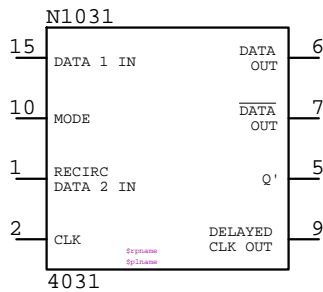 N1031
15 DATA 1 IN
DATA OUT 6
10 MODE
DATA OUT 7
1 RECIRC DATA 2 IN
Q' 5
2 CLK
DELAYED CLK OUT 9
$rpname
$plname
4031